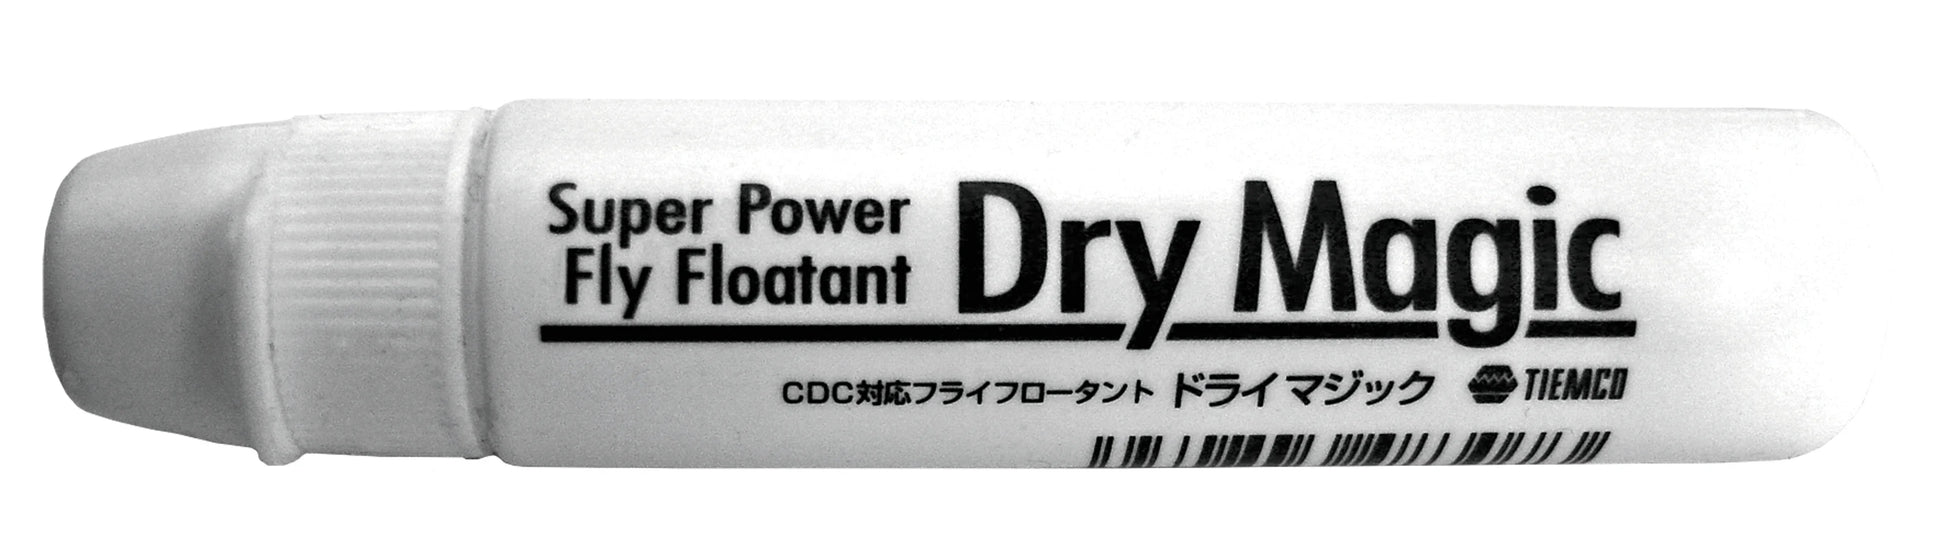 Super Power
Fly Floatant
Dry Magic
CDC対応フライフロータント ドライマジック TIEMCO